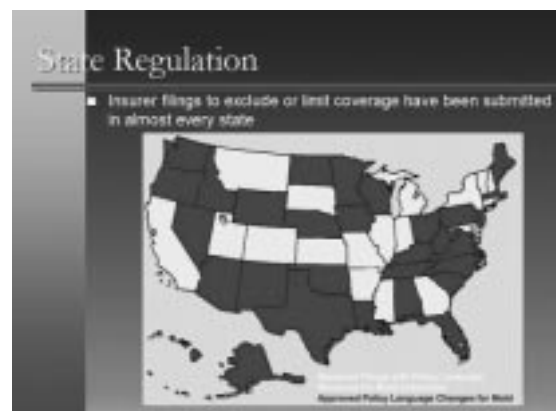 State Regulation
Insurer filings to exclude or limit coverage have been submitted
in almost every state
Approved Policy Language Changes for Mold